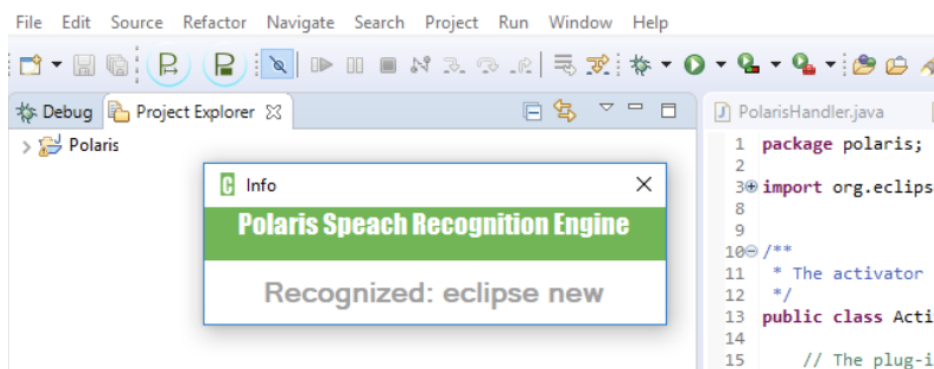 File Edit Source Refactor Navigate Search Project Run Window Help
Debug Project Explorer
Polaris
Info
Polaris Speach Recognition Engine
Recognized: eclipse new
PolarisHandler.java
1 package polaris;
2
3 import org.eclips
8
9
10 /**
11 * The activator
12 */
13 public class Acti
14
15 // The plug-i